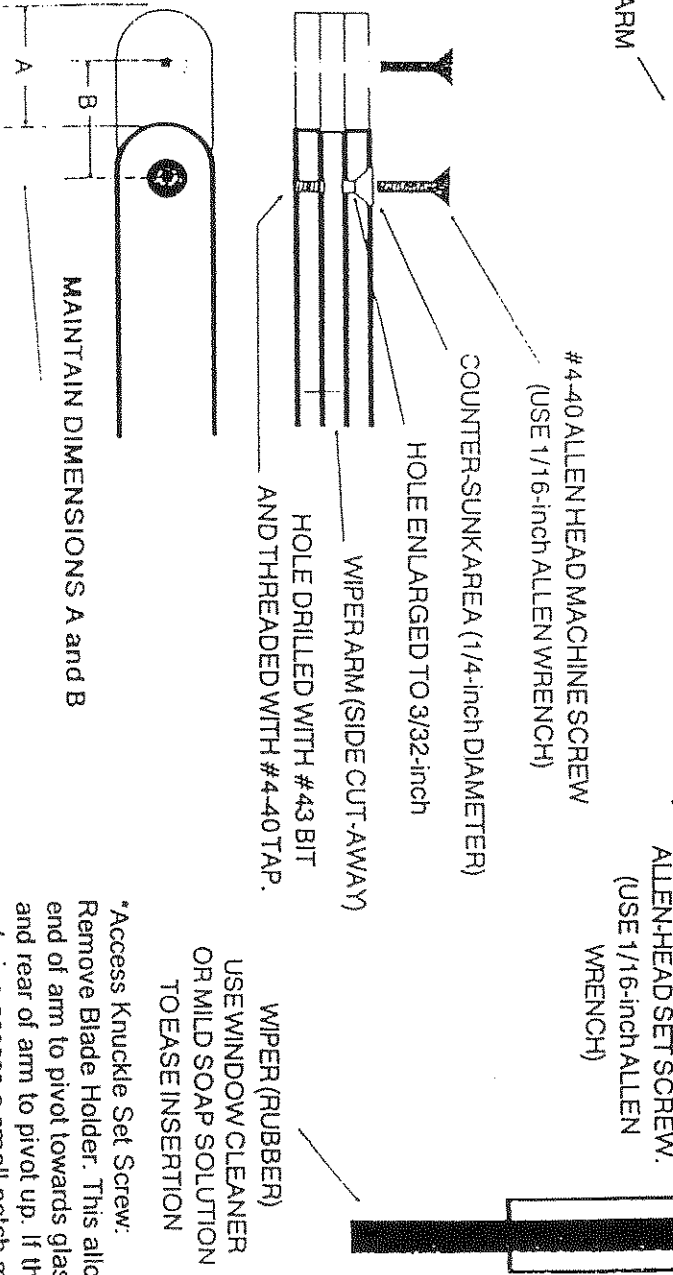 ARM
#4-40 ALLEN HEAD MACHINE SCREW
(USE 1/16-inch ALLEN WRENCH)
COUNTER-SUNK AREA (1/4-inch DIAMETER)
HOLE ENLARGED TO 3/32-inch
WIPER ARM (SIDE CUT-AWAY)
HOLE DRILLED WITH #43 BIT
AND THREADED WITH #4-40 TAP.
A
B
MAINTAIN DIMENSIONS A and B
ALLEN-HEAD SET SCREW.
(USE 1/16-inch ALLEN
WRENCH)
WIPER (RUBBER)
USE WINDOW CLEANER
OR MILD SOAP SOLUTION
TO EASE INSERTION
*Access Knuckle Set Screw:
Remove Blade Holder. This allo
end of arm to pivot towards glas
and rear of arm to pivot up. If th
a small notch